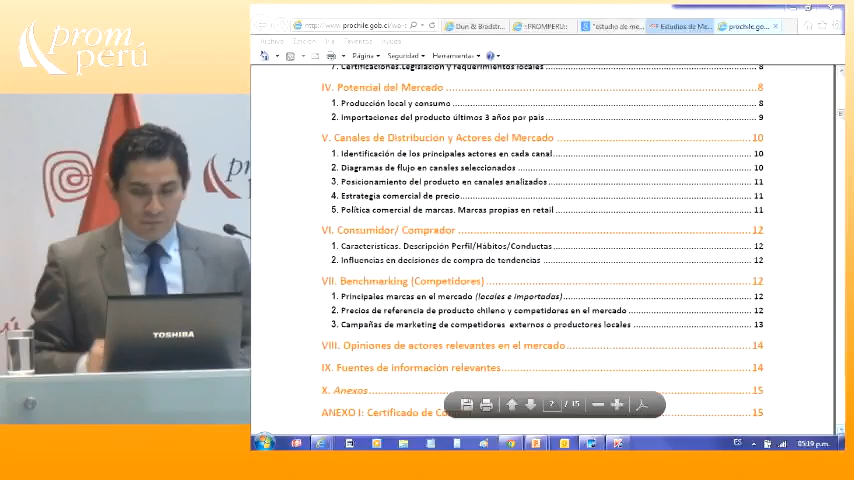 prom
perú
http://www.prochile.gob.cl/wo
Dun & Bradstr...
::PROMPERU::
"estudio de me...
Estudios de Me...
prochile.go...
Archivo Edición Ver Favoritos Ayuda
Página Seguridad Herramientas
7. Certificaciones.Legislación y requerimientos locales 8
IV. Potencial del Mercado 8
1. Producción local y consumo 8
2. Importaciones del producto últimos 3 años por país 9
V. Canales de Distribución y Actores del Mercado 10
1. Identificación de los principales actores en cada canal 10
2. Diagramas de flujo en canales seleccionados 10
3. Posicionamiento del producto en canales analizados 11
4. Estrategia comercial de precio 11
5. Política comercial de marcas. Marcas propias en retail 11
VI. Consumidor/ Comprador 12
1. Características. Descripción Perfil/Hábitos/Conductas 12
2. Influencias en decisiones de compra de tendencias 12
VII. Benchmarking (Competidores) 12
1. Principales marcas en el mercado (locales e importadas) 12
2. Precios de referencia de producto chileno y competidores en el mercado 12
3. Campañas de marketing de competidores externos o productores locales 13
VIII. Opiniones de actores relevantes en el mercado 14
IX. Fuentes de información relevantes 14
X. Anexos 15
ANEXO I: Certificado de 15
2 / 15
TOSHIBA
ES 05:19 p.m.